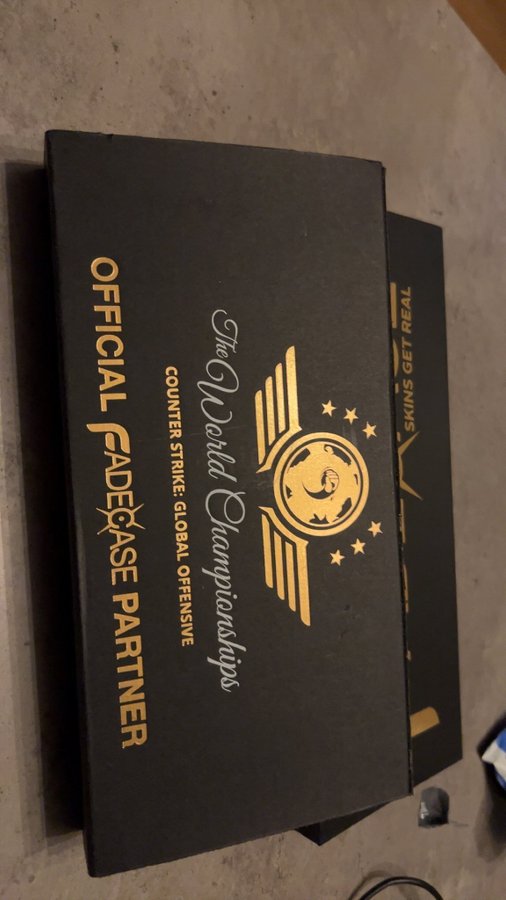 The World Championships
COUNTER STRIKE: GLOBAL OFFENSIVE
OFFICIAL FADECASE PARTNER
SKINS GET REAL